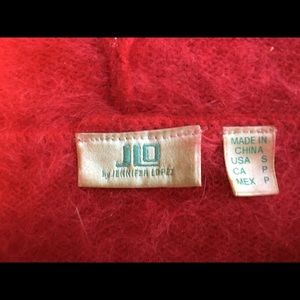 JLO
by JENNIFER LOPEZ
MADE IN
CHINA
USA S
CA P
MEX P